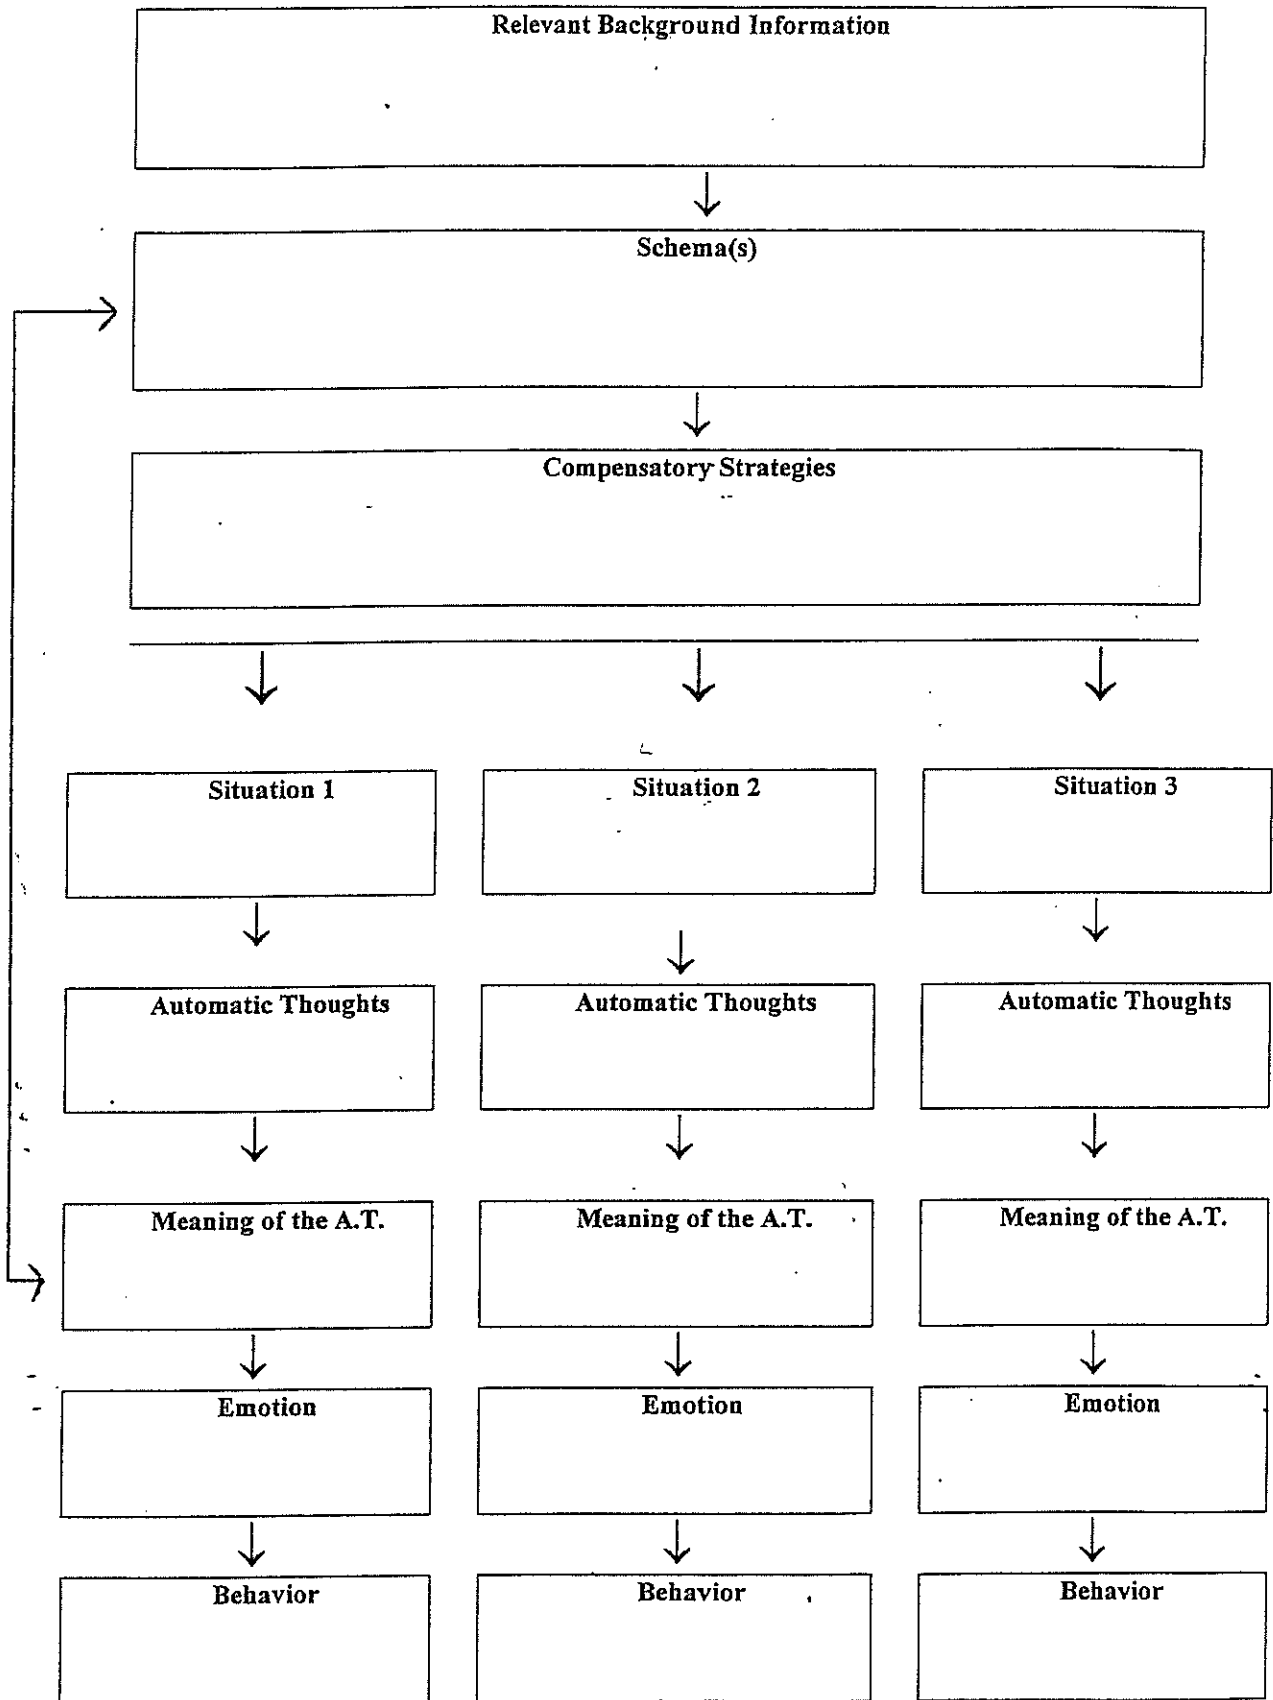 Relevant Background Information
Schema(s)
Compensatory Strategies
Situation 1
Situation 2
Situation 3
Automatic Thoughts
Automatic Thoughts
Automatic Thoughts
Meaning of the A.T.
Meaning of the A.T.
Meaning of the A.T.
Emotion
Emotion
Emotion
Behavior
Behavior
Behavior